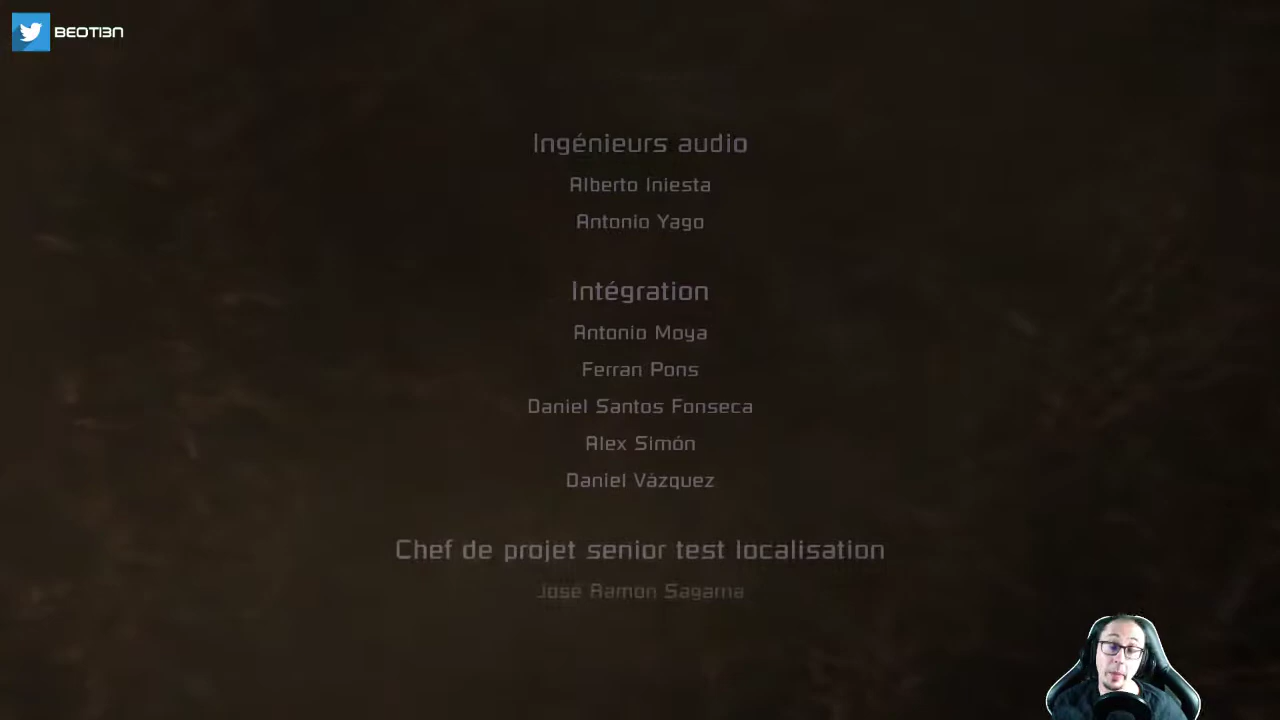 BEOTI3N
Ingénieurs audio
Alberto Iniesta
Antonio Yago
Intégration
Antonio Moya
Ferran Pons
Daniel Santos Fonseca
Alex Simón
Daniel Vázquez
Chef de projet senior test localisation
José Ramón Sagarna